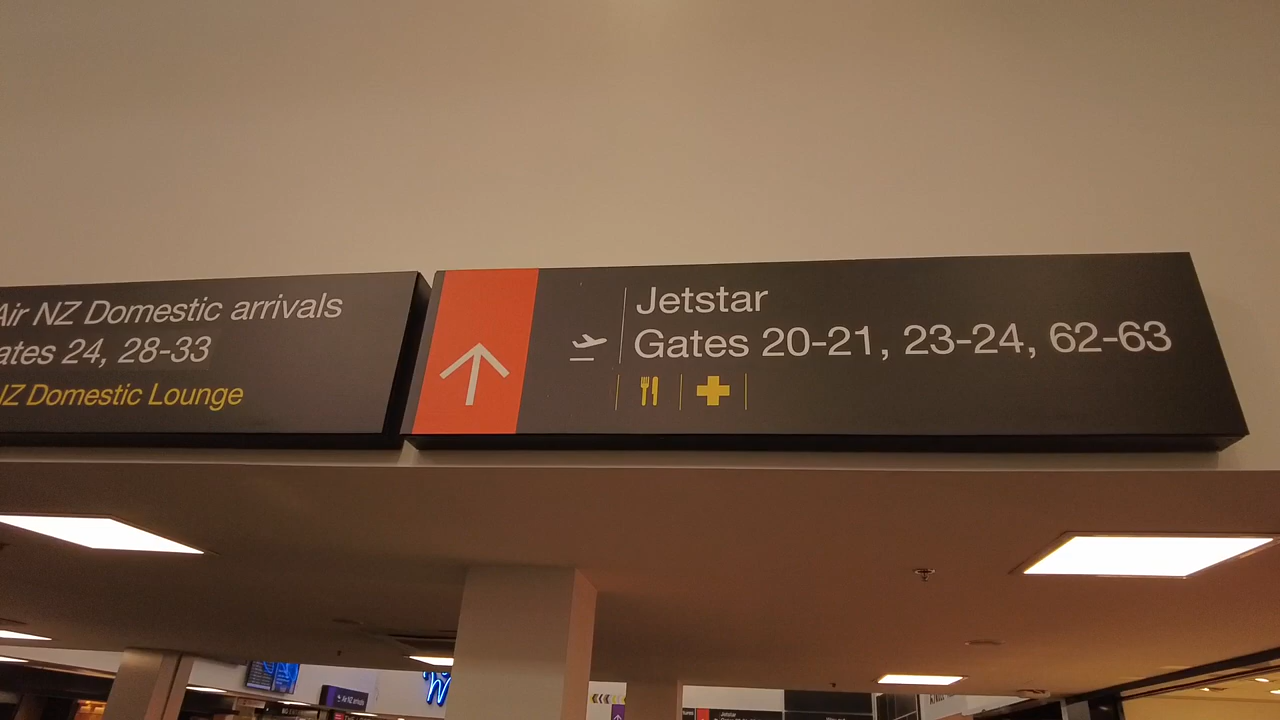 Air NZ Domestic arrivals
ates 24, 28-33
NZ Domestic Lounge
Jetstar
Gates 20-21, 23-24, 62-63
Air NZ arrivals
Jetstar